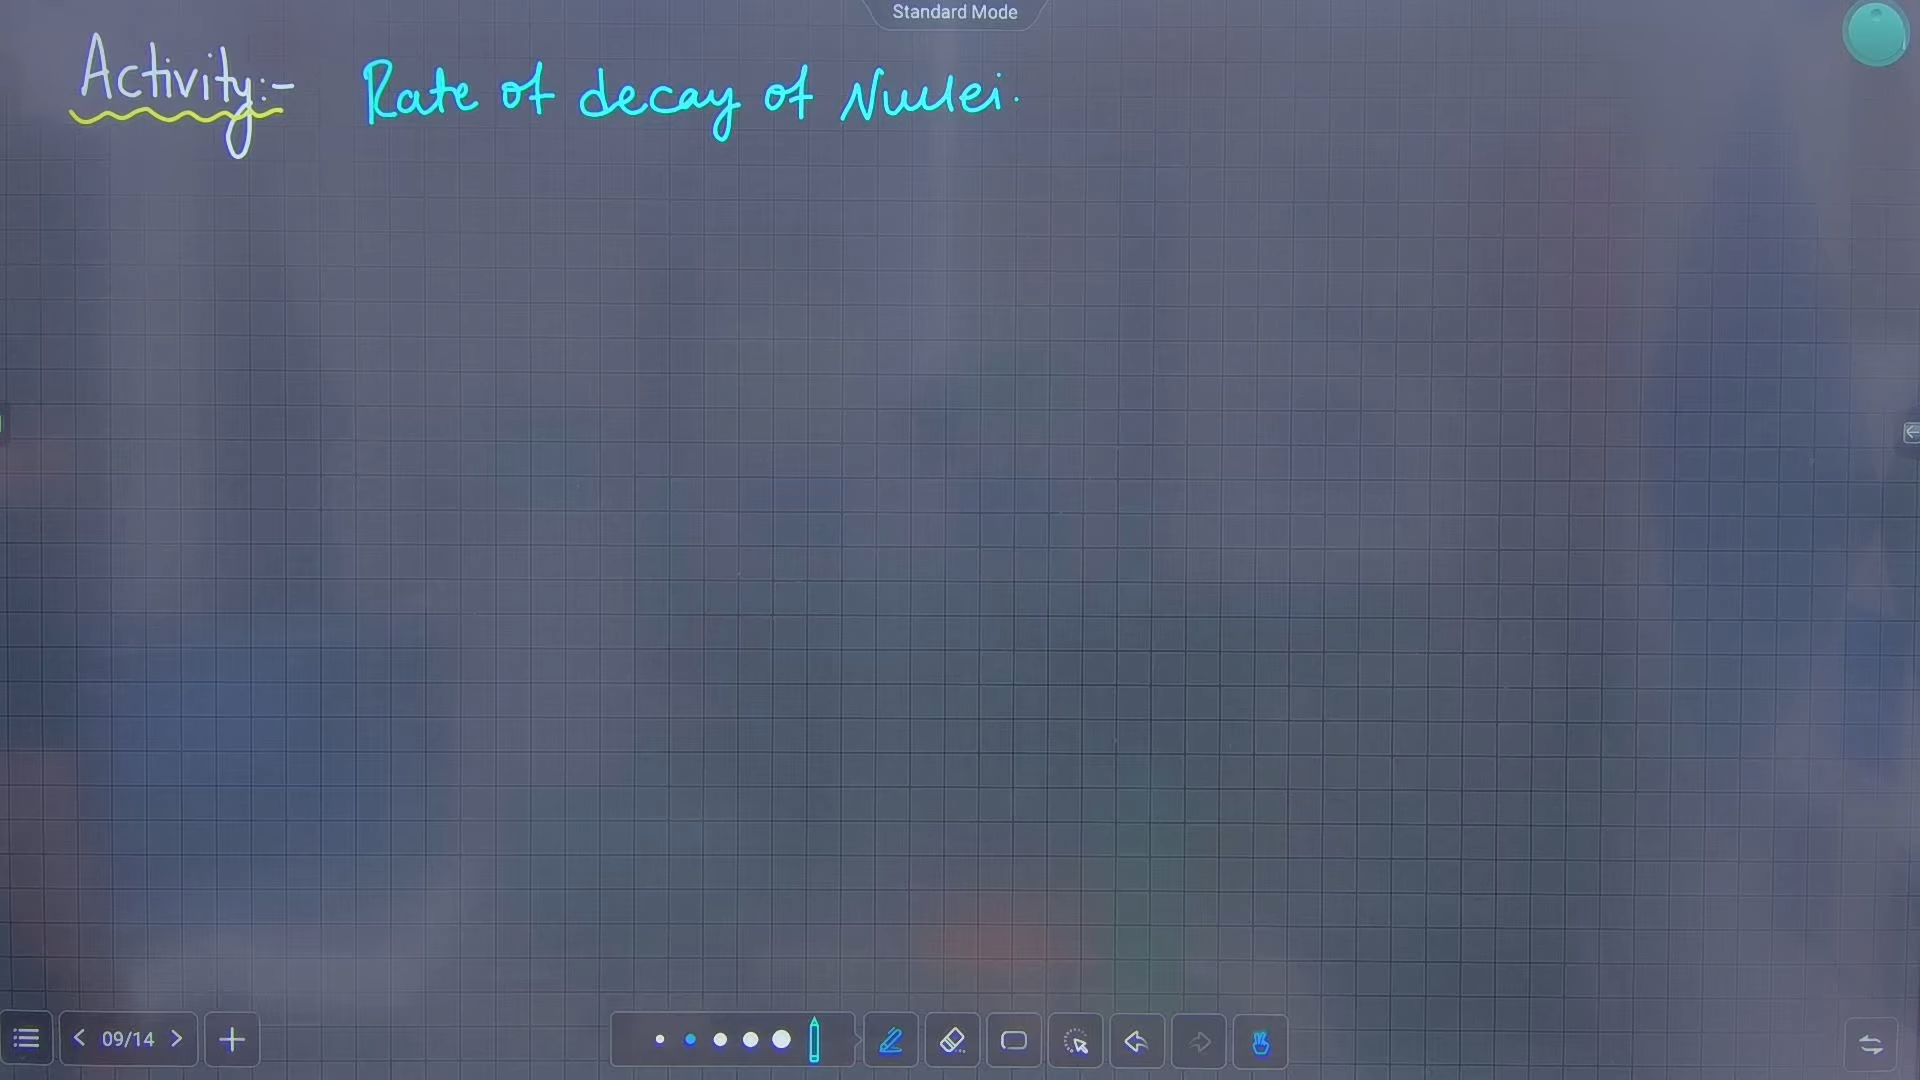 Standard Mode
Activity:- Rate of decay of Nuclei.
09/14